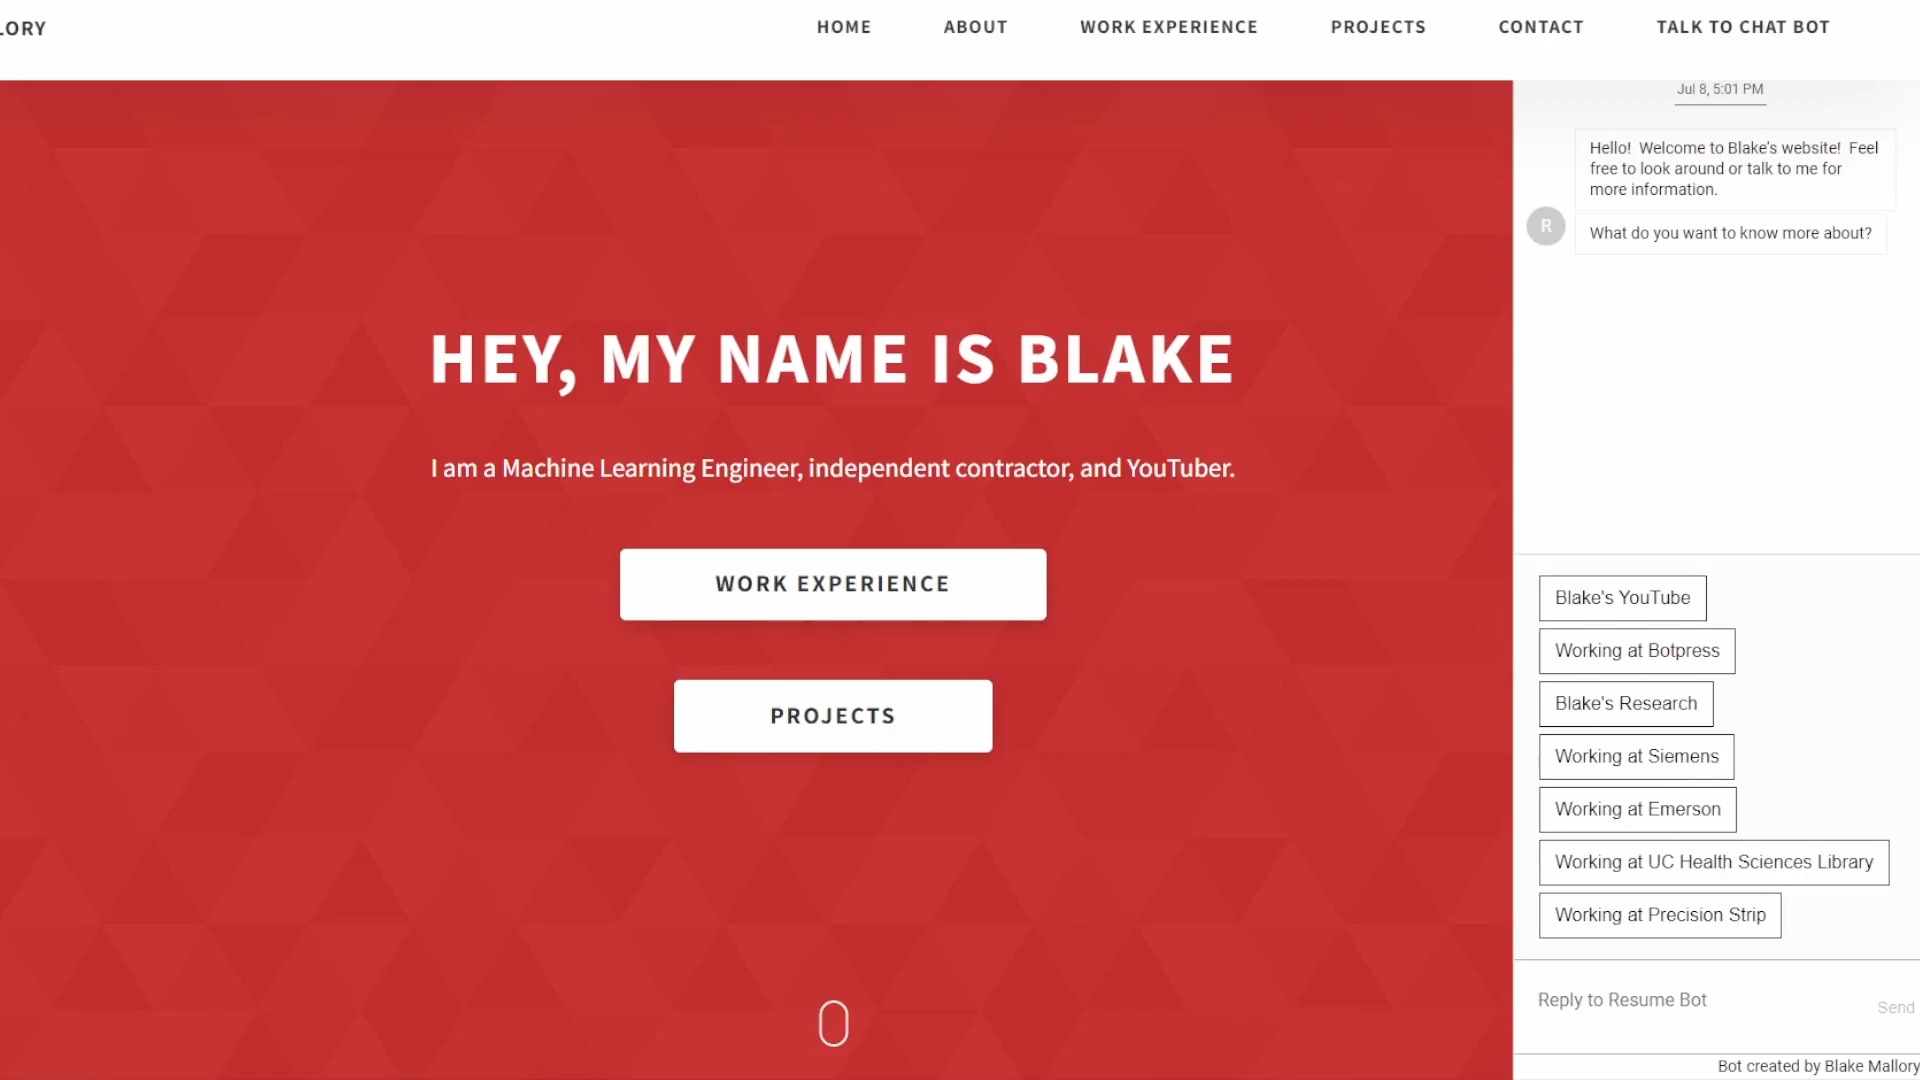 LORY
HOME ABOUT WORK EXPERIENCE PROJECTS CONTACT TALK TO CHAT BOT
HEY, MY NAME IS BLAKE
I am a Machine Learning Engineer, independent contractor, and YouTuber.
WORK EXPERIENCE
PROJECTS
Jul 8, 5:01 PM
Hello! Welcome to Blake's website! Feel
free to look around or talk to me for
more information.
R
What do you want to know more about?
Blake's YouTube
Working at Botpress
Blake's Research
Working at Siemens
Working at Emerson
Working at UC Health Sciences Library
Working at Precision Strip
Reply to Resume Bot
Send
Bot created by Blake Mallory